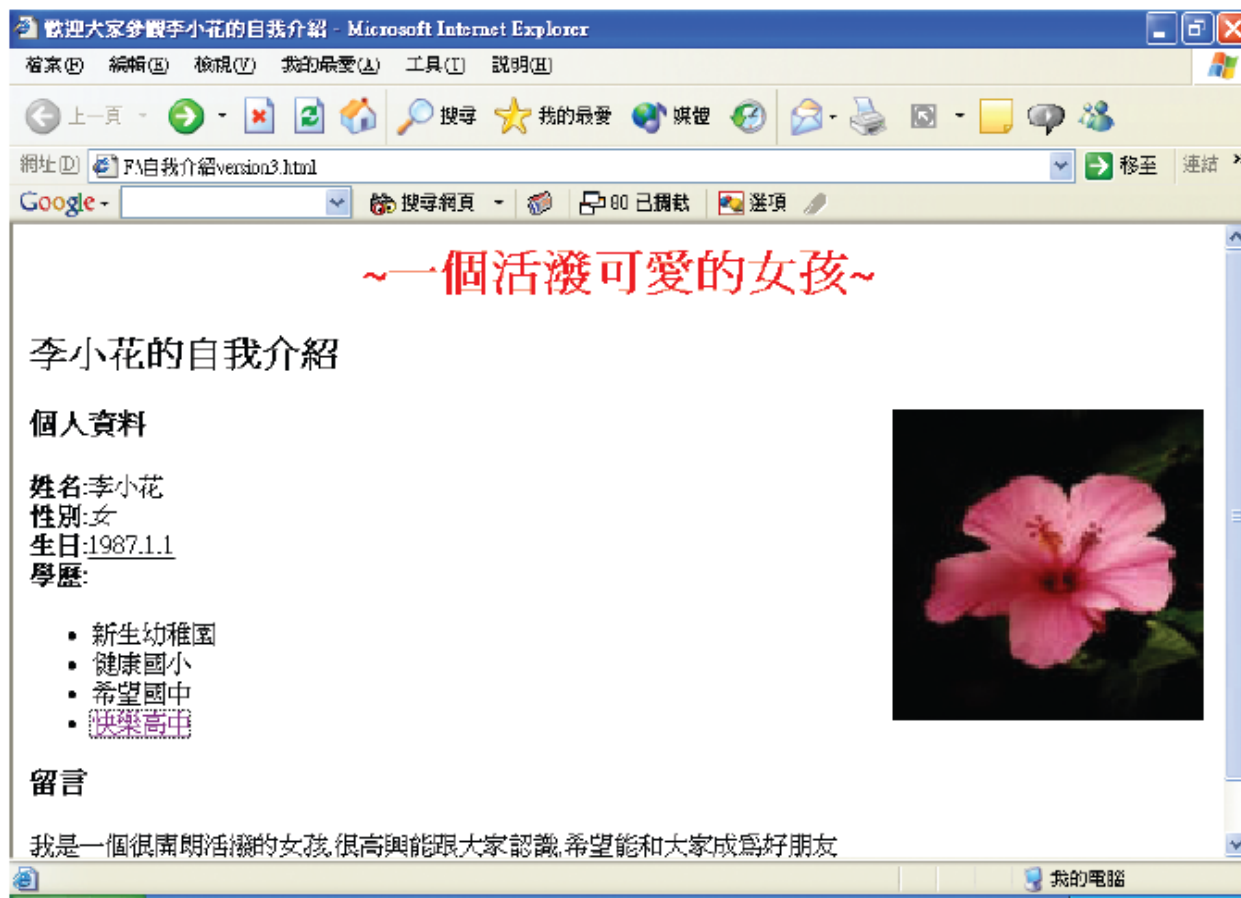 歡迎大家參觀李小花的自我介紹 - Microsoft Internet Explorer
檔案(F) 編輯(E) 檢視(V) 我的最愛(A) 工具(T) 說明(H)
上一頁 搜尋 我的最愛 媒體
網址(D) F:\自我介紹version3.html 移至 連結 »
Google 搜尋網頁 80 已攔截 選項
~一個活潑可愛的女孩~
李小花的自我介紹
個人資料
姓名:李小花
性別:女
生日:1987.1.1
學歷:
• 新生幼稚園
• 健康國小
• 希望國中
• 快樂高中
留言
我是一個很開朗活潑的女孩,很高興能跟大家認識,希望能和大家成為好朋友
我的電腦